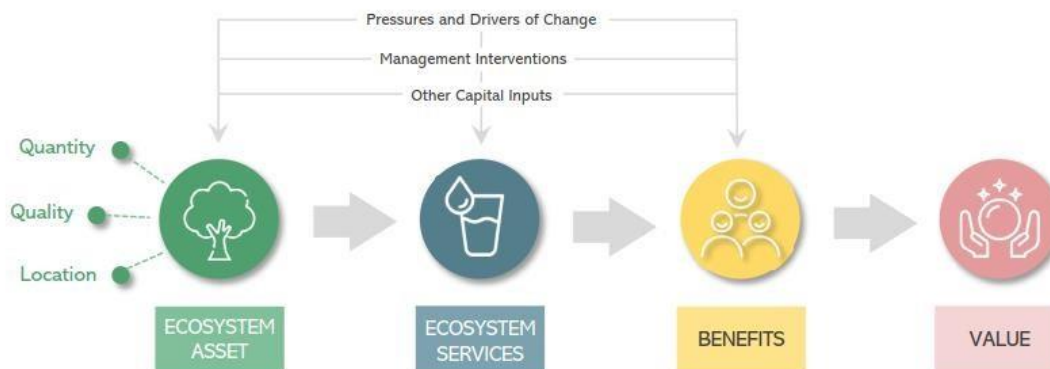 Pressures and Drivers of Change
Management Interventions
Other Capital Inputs
Quantity
Quality
Location
ECOSYSTEM
ASSET
ECOSYSTEM
SERVICES
BENEFITS
VALUE